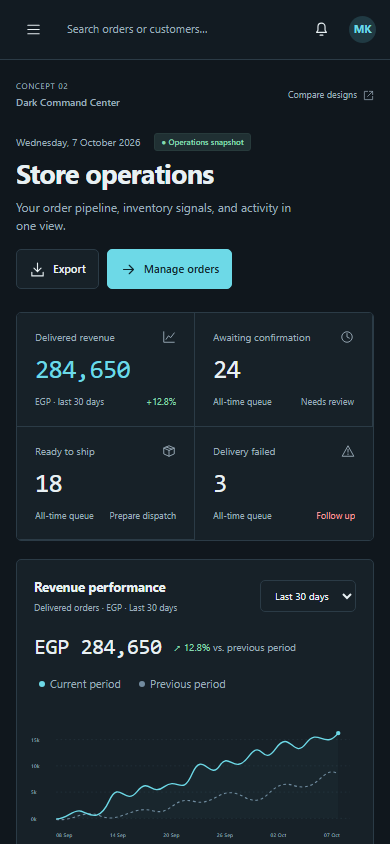 Search orders or customers...
MK
CONCEPT 02
Dark Command Center
Compare designs
Wednesday, 7 October 2026
Operations snapshot
Store operations
Your order pipeline, inventory signals, and activity in
one view.
Export
Manage orders
Delivered revenue
284,650
EGP · last 30 days
+12.8%
Awaiting confirmation
24
All-time queue
Needs review
Ready to ship
18
All-time queue
Prepare dispatch
Delivery failed
3
All-time queue
Follow up
Revenue performance
Delivered orders · EGP · Last 30 days
Last 30 days
EGP 284,650
↗ 12.8% vs. previous period
Current period
Previous period
15k
10k
5k
0k
08 Sep
14 Sep
20 Sep
26 Sep
02 Oct
07 Oct